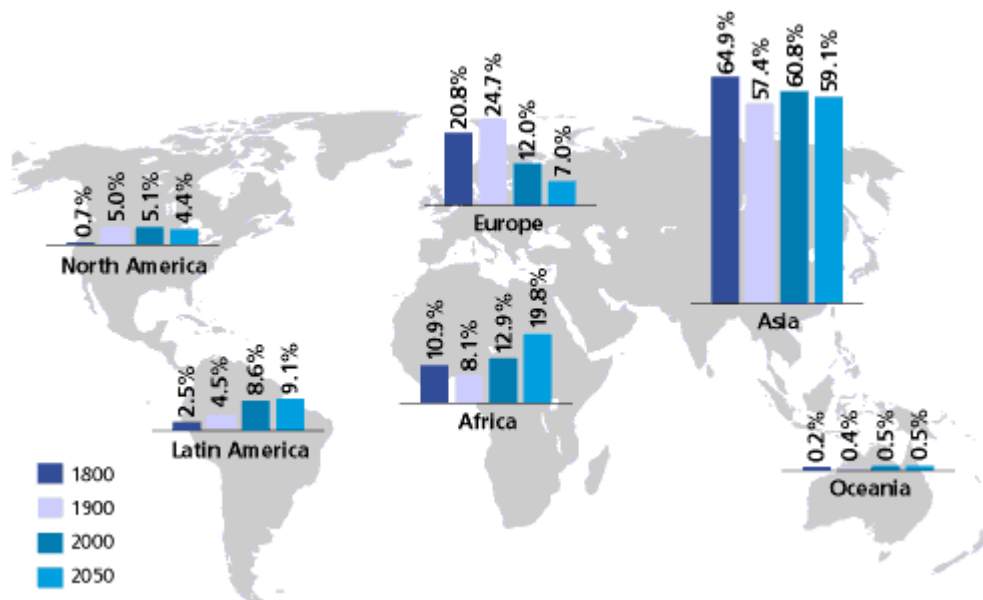 0.7% 5.0% 5.1% 4.4%
North America
20.8% 24.7% 12.0% 7.0%
Europe
64.9% 57.4% 60.8% 59.1%
Asia
2.5% 4.5% 8.6% 9.1%
Latin America
10.9% 8.1% 12.9% 19.8%
Africa
0.2% 0.4% 0.5% 0.5%
Oceania
1800
1900
2000
2050